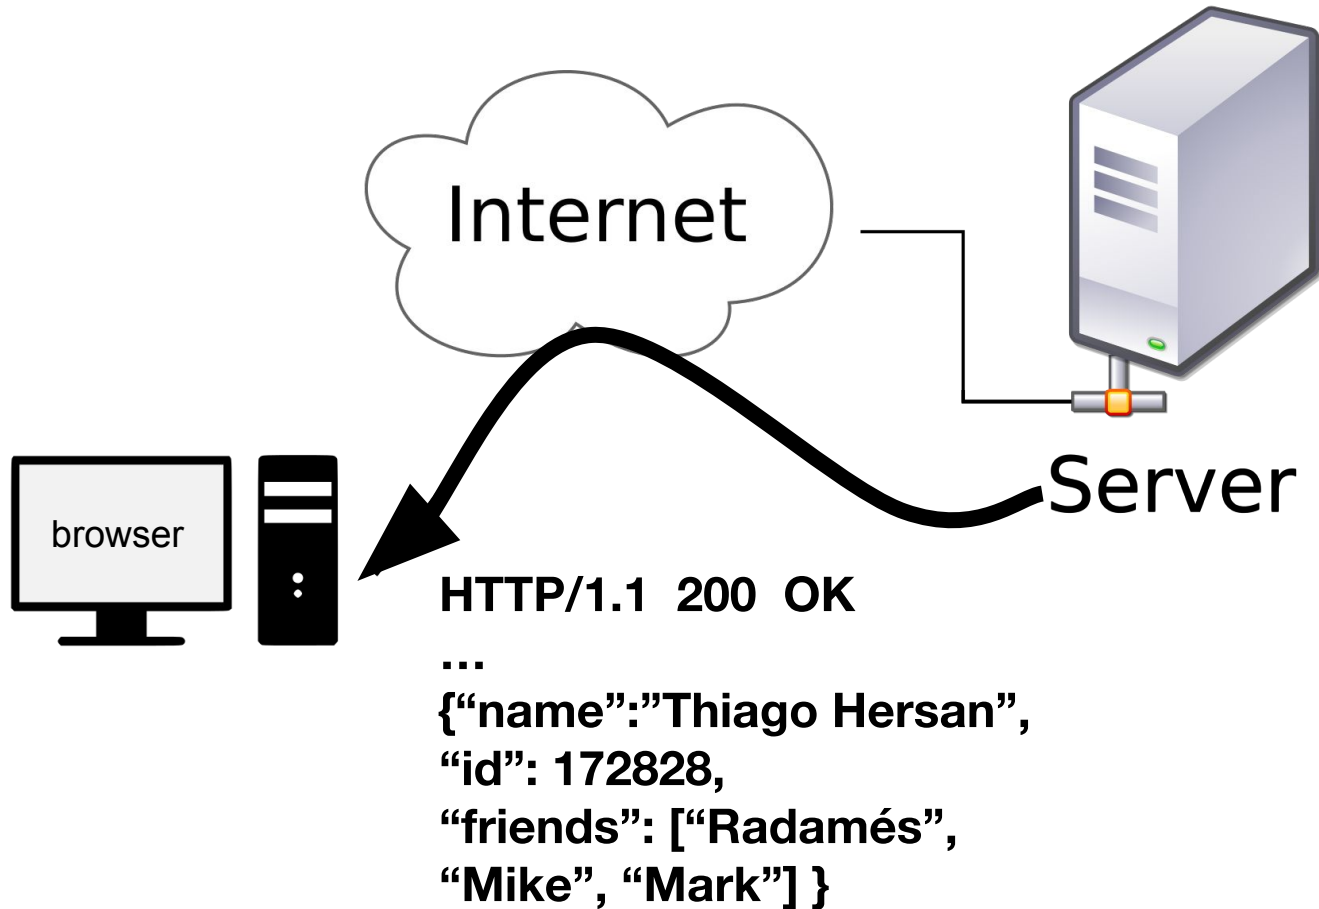 Internet
Server
browser
HTTP/1.1 200 OK
…
{“name”:”Thiago Hersan”,
“id”: 172828,
“friends”: [“Radamés”,
“Mike”, “Mark”] }